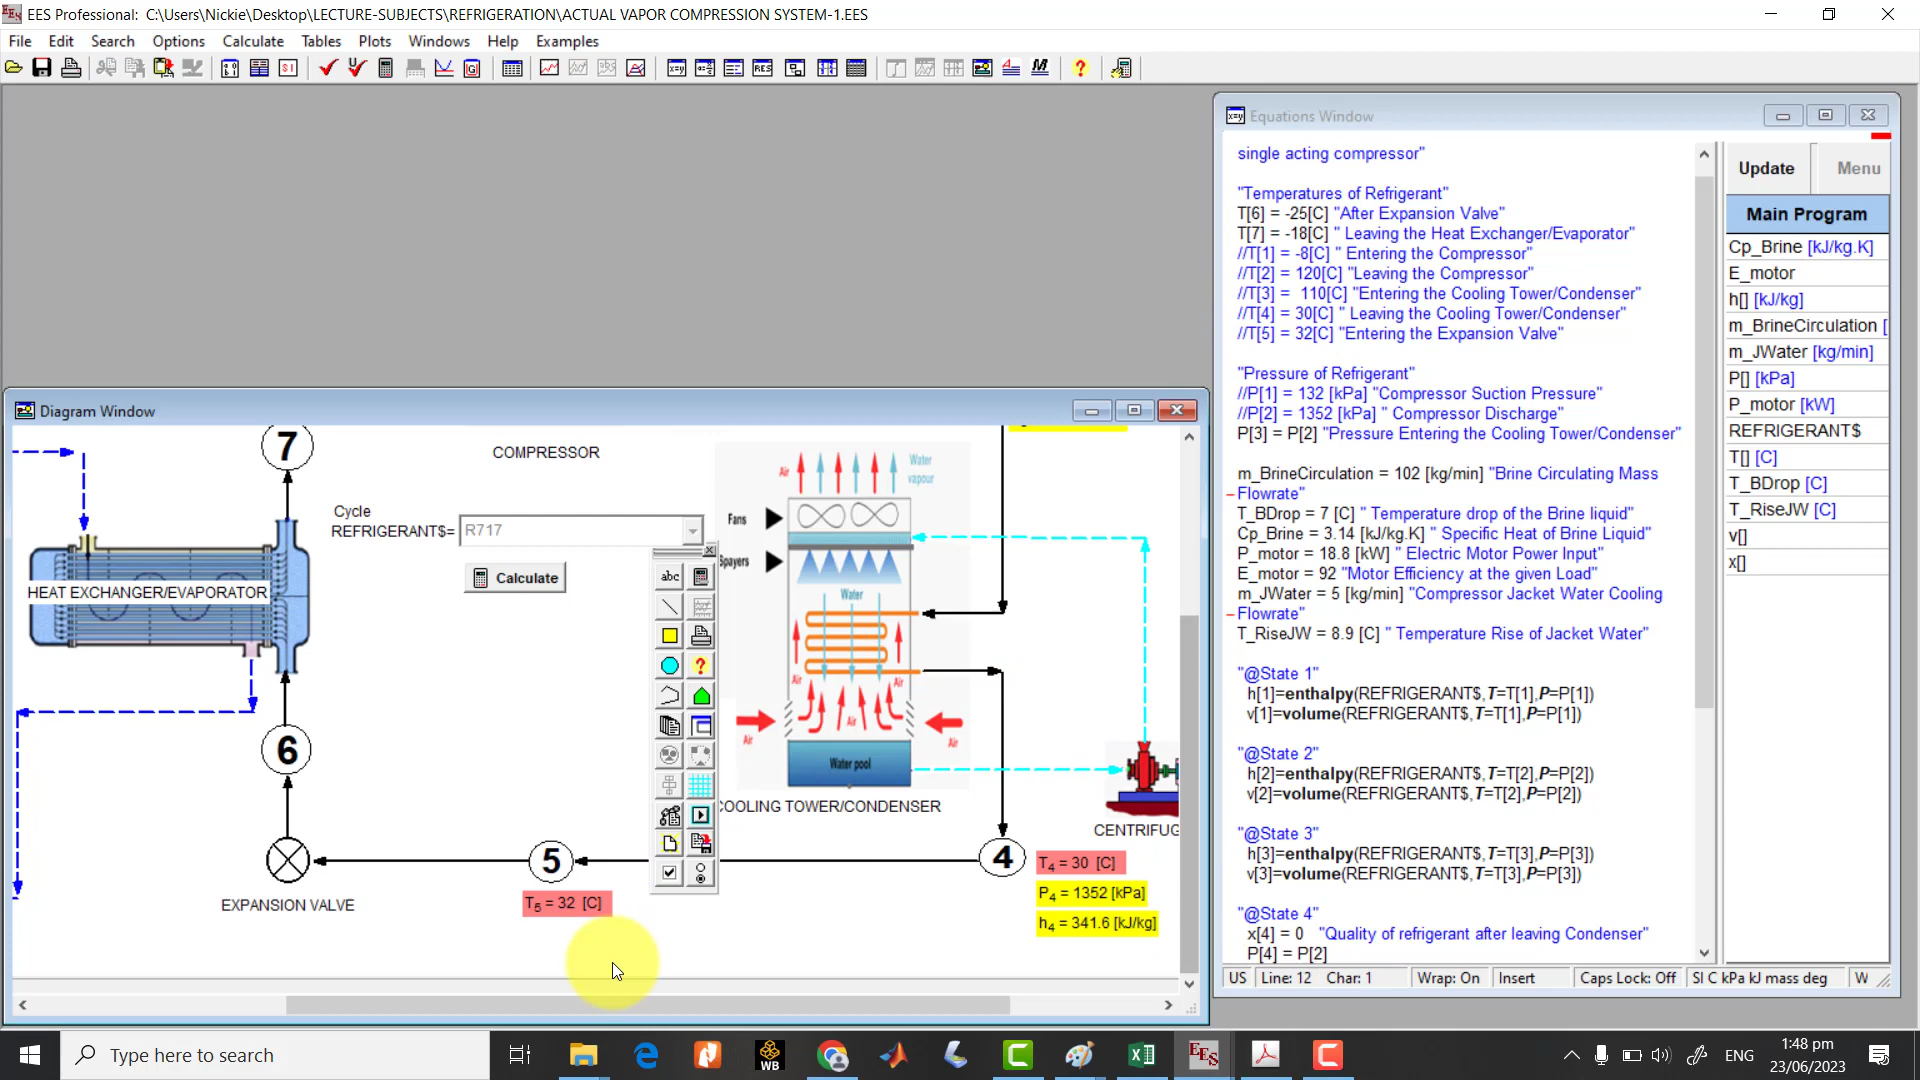 EES Professional: C:\Users\Nickie\Desktop\LECTURE-SUBJECTS\REFRIGERATION\ACTUAL VAPOR COMPRESSION SYSTEM-1.EES
File Edit Search Options Calculate Tables Plots Windows Help Examples
Equations Window
single acting compressor"
"Temperatures of Refrigerant"
T[6] = -25[C] "After Expansion Valve"
T[7] = -18[C] " Leaving the Heat Exchanger/Evaporator"
//T[1] = -8[C] " Entering the Compressor"
//T[2] = 120[C] "Leaving the Compressor"
//T[3] = 110[C] "Entering the Cooling Tower/Condenser"
//T[4] = 30[C] " Leaving the Cooling Tower/Condenser"
//T[5] = 32[C] "Entering the Expansion Valve"
"Pressure of Refrigerant"
//P[1] = 132 [kPa] "Compressor Suction Pressure"
//P[2] = 1352 [kPa] " Compressor Discharge"
P[3] = P[2] "Pressure Entering the Cooling Tower/Condenser"
m_BrineCirculation = 102 [kg/min] "Brine Circulating Mass
Flowrate"
T_BDrop = 7 [C] " Temperature drop of the Brine liquid"
Cp_Brine = 3.14 [kJ/kg.K] " Specific Heat of Brine Liquid"
P_motor = 18.8 [kW] " Electric Motor Power Input"
E_motor = 92 "Motor Efficiency at the given Load"
m_JWater = 5 [kg/min] "Compressor Jacket Water Cooling
Flowrate"
T_RiseJW = 8.9 [C] " Temperature Rise of Jacket Water"
"@State 1"
h[1]=enthalpy(REFRIGERANT$,T=T[1],P=P[1])
v[1]=volume(REFRIGERANT$,T=T[1],P=P[1])
"@State 2"
h[2]=enthalpy(REFRIGERANT$,T=T[2],P=P[2])
v[2]=volume(REFRIGERANT$,T=T[2],P=P[2])
"@State 3"
h[3]=enthalpy(REFRIGERANT$,T=T[3],P=P[3])
v[3]=volume(REFRIGERANT$,T=T[3],P=P[3])
"@State 4"
x[4] = 0 "Quality of refrigerant after leaving Condenser"
P[4] = P[2]
Update
Menu
Main Program
Cp_Brine [kJ/kg.K]
E_motor
h[] [kJ/kg]
m_BrineCirculation [
m_JWater [kg/min]
P[] [kPa]
P_motor [kW]
REFRIGERANT$
T[] [C]
T_BDrop [C]
T_RiseJW [C]
v[]
x[]
US Line: 12 Char: 1 Wrap: On Insert Caps Lock: Off SI C kPa kJ mass deg W
Diagram Window
7
COMPRESSOR
Cycle
REFRIGERANT$= R717
Calculate
abc
HEAT EXCHANGER/EVAPORATOR
Air
Water
vapour
Fans
Spayers
Water
Air
Air
Air
Air
Air
Water pool
COOLING TOWER/CONDENSER
CENTRIFUG
6
5
4
EXPANSION VALVE
T5 = 32 [C]
T4 = 30 [C]
P4 = 1352 [kPa]
h4 = 341.6 [kJ/kg]
Type here to search
WB
EES
ENG
1:48 pm
23/06/2023